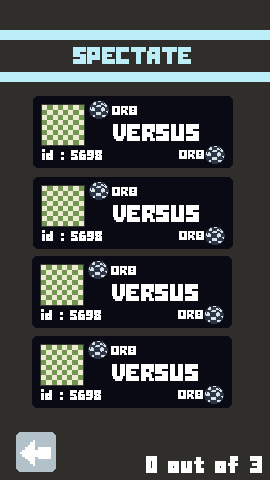 SPECTATE
ORB
VERSUS
id : 5698
ORB
ORB
VERSUS
id : 5698
ORB
ORB
VERSUS
id : 5698
ORB
ORB
VERSUS
id : 5698
ORB
0 out of 3